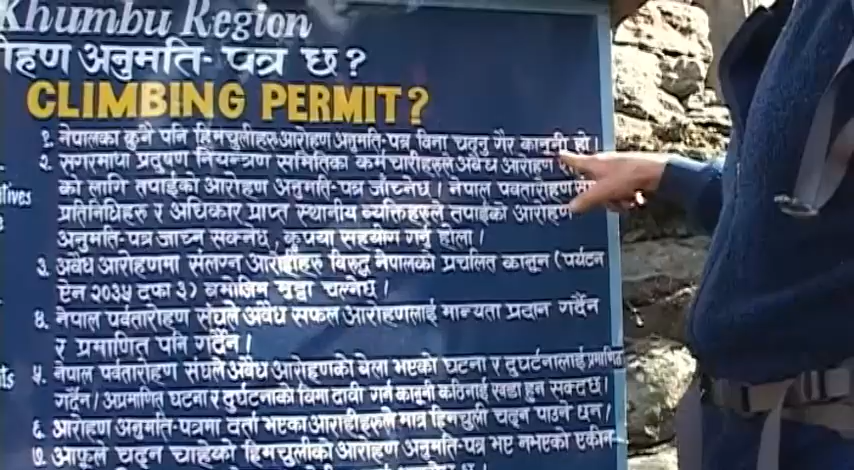 Khumbu Region
रोहण अनुमति-पत्र छ?
CLIMBING PERMIT?
१. नेपालका कुनै पनि हिमचुलीहरु आरोहण अनुमति-पत्र विना चढ्नु गैर कानूनी हो।
२. सगरमाथा प्रदुषण नियन्त्रण समितिका कर्मचारीहरुले अवैध आरोहण
को लागि तपाईको आरोहण अनुमति-पत्र जाँच्नेछ। नेपाल पर्वतारोहण
tives
प्रतिनिधिहरु र अधिकार प्राप्त स्थानीय व्यक्तिहरुले तपाईको आरोहण
अनुमति-पत्र जाच्न सक्नेछ, कृपया सहयोग गर्नु होला।
३. अवैध आरोहणमा संलग्न आरोहीहरु विरुद्ध नेपालको प्रचलित कानून (पर्यटन
ऐन २०३५ दफा ३) बमोजिम मुद्दा चल्नेछ।
४. नेपाल पर्वतारोहण संघले अवैध सफल आरोहणलाई मान्यता प्रदान गर्दैन
र प्रमाणित पनि गर्दैन।
ts
५. नेपाल पर्वतारोहण संघले अवैध आरोहणको बेला भएको घटना र दुर्घटनालाई प्रमाणित
गर्दैन। अप्रमाणित घटना र दुर्घटनाको विमा दावी गर्न कानूनी कठिनाई खडा हुन सक्दछ।
६. आरोहण अनुमति-पत्रमा दर्ता भएका आरोहीहरुले मात्र हिमचुली चढ्न पाउने छन्।
७. आफूले चढ्न चाहेको हिमचुलीको आरोहण अनुमति-पत्र भए नभएको एकीन